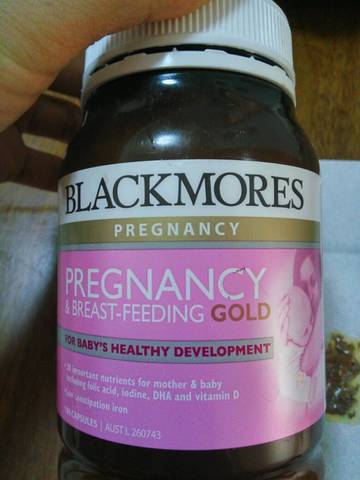 BLACKMORES
PREGNANCY
PREGNANCY
& BREAST-FEEDING GOLD
FOR BABY'S HEALTHY DEVELOPMENT
important nutrients for mother & baby
including folic acid, iodine, DHA and vitamin D
constipation iron
CAPSULES | AUST L 260743